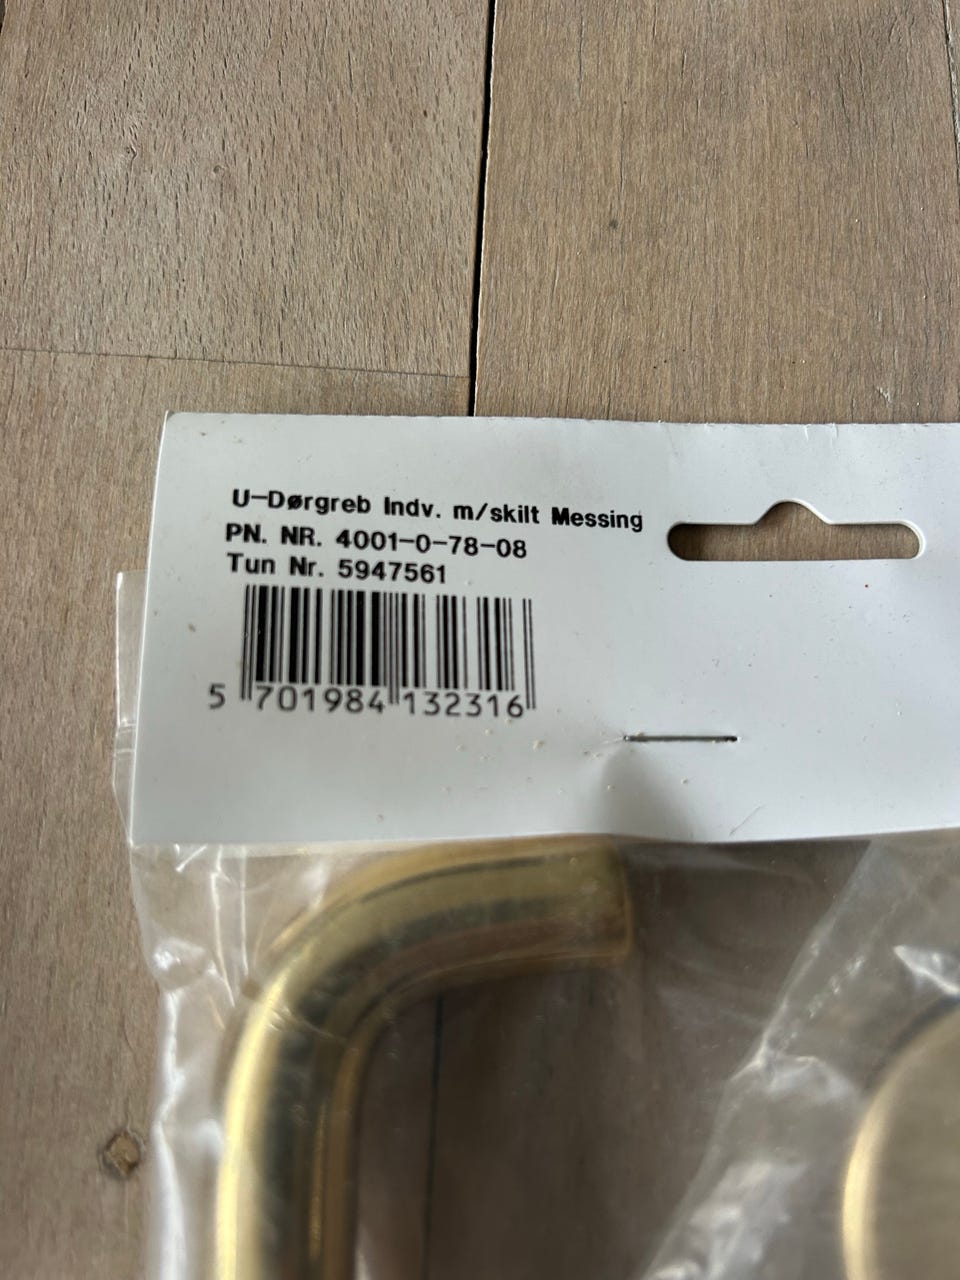 U-Dørgreb Indv. m/skilt Messing
PN. NR. 4001-0-78-08
Tun Nr. 5947561
5 701984 132316